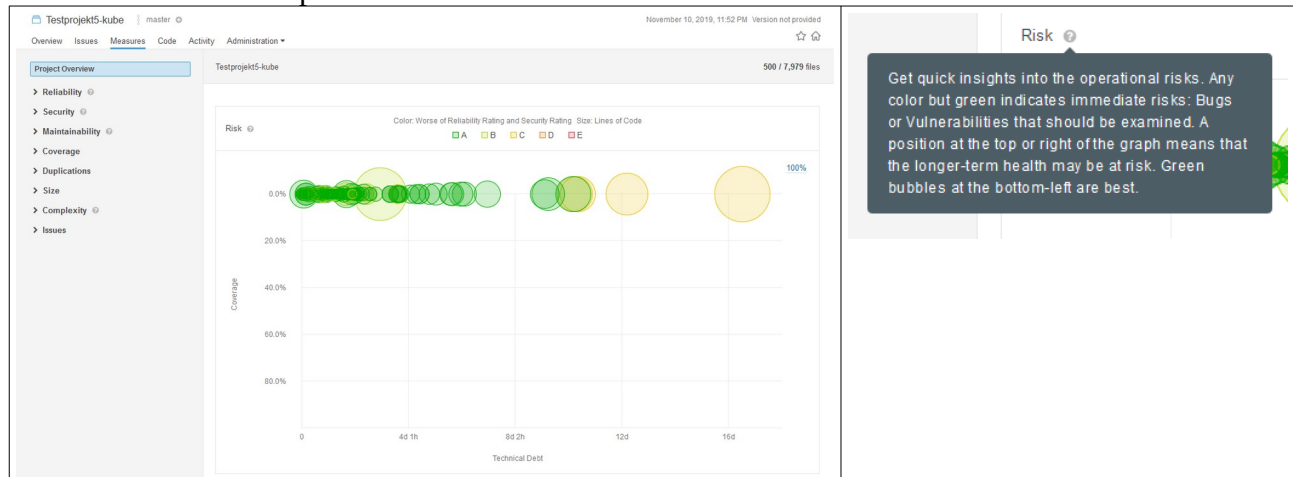 Testprojekt5-kube master
November 10, 2019, 11:52 PM Version not provided
Overview Issues Measures Code Activity Administration
Project Overview
Testprojekt5-kube
500 / 7,979 files
Reliability
Security
Maintainability
Coverage
Duplications
Size
Complexity
Issues
Risk
Color: Worse of Reliability Rating and Security Rating Size: Lines of Code
A B C D E
100%
0.0%
20.0%
40.0%
60.0%
80.0%
Coverage
0 4d 1h 8d 2h 12d 16d
Technical Debt
Risk
Get quick insights into the operational risks. Any
color but green indicates immediate risks: Bugs
or Vulnerabilities that should be examined. A
position at the top or right of the graph means that
the longer-term health may be at risk. Green
bubbles at the bottom-left are best.